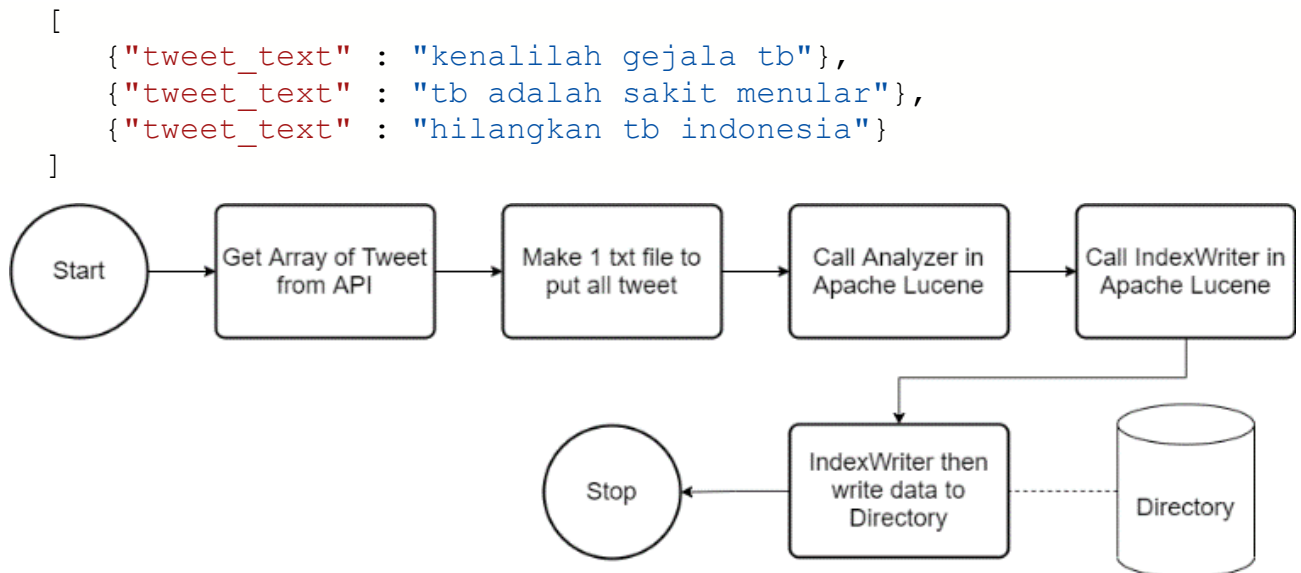 [
{"tweet_text" : "kenalilah gejala tb"},
{"tweet_text" : "tb adalah sakit menular"},
{"tweet_text" : "hilangkan tb indonesia"}
]
Start
Get Array of Tweet
from API
Make 1 txt file to
put all tweet
Call Analyzer in
Apache Lucene
Call IndexWriter in
Apache Lucene
Stop
IndexWriter then
write data to
Directory
Directory